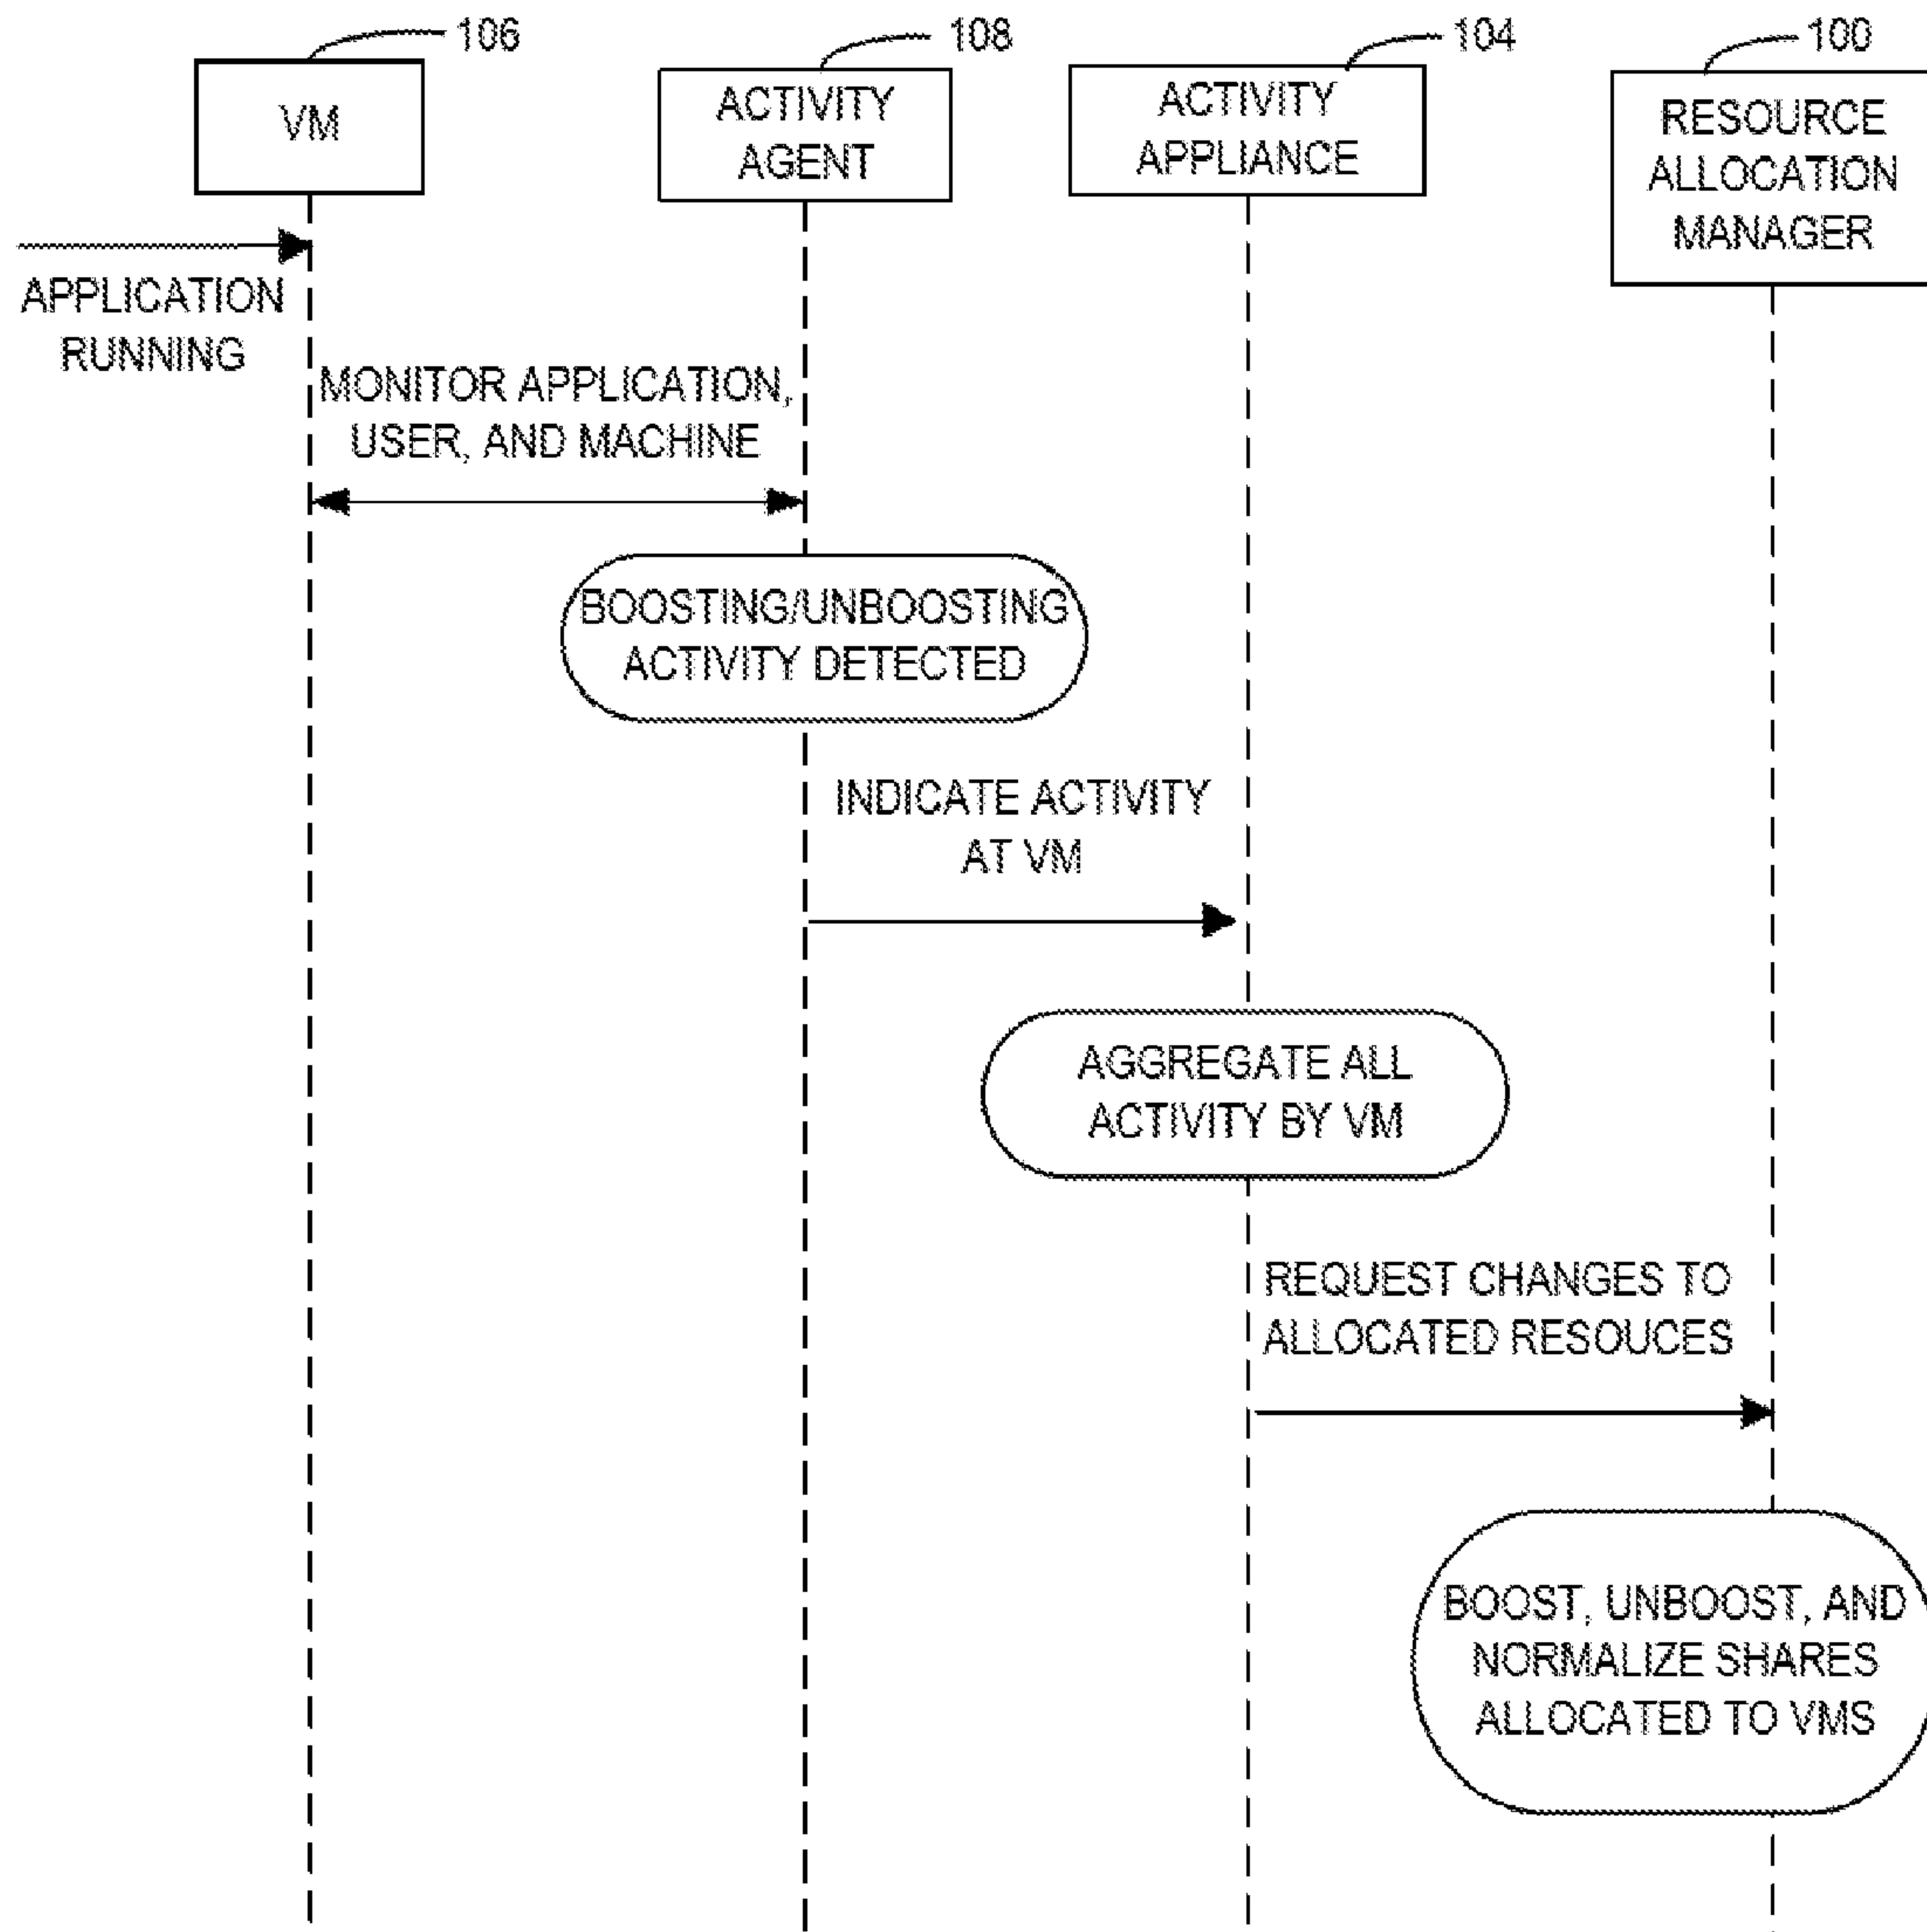 106
108
104
100
VM
ACTIVITY
AGENT
ACTIVITY
APPLIANCE
RESOURCE
ALLOCATION
MANAGER
APPLICATION
RUNNING
MONITOR APPLICATION,
USER, AND MACHINE
BOOSTING/UNBOOSTING
ACTIVITY DETECTED
INDICATE ACTIVITY
AT VM
AGGREGATE ALL
ACTIVITY BY VM
REQUEST CHANGES TO
ALLOCATED RESOUCES
BOOST, UNBOOST, AND
NORMALIZE SHARES
ALLOCATED TO VMS